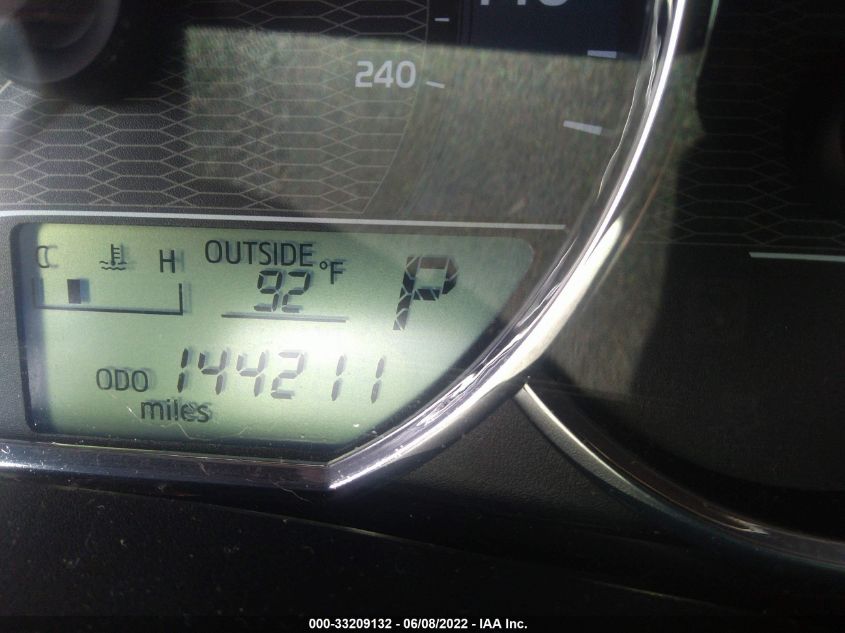 240
C H OUTSIDE
92 °F P
ODO 144211
miles
000-33209132 - 06/08/2022 - IAA Inc.